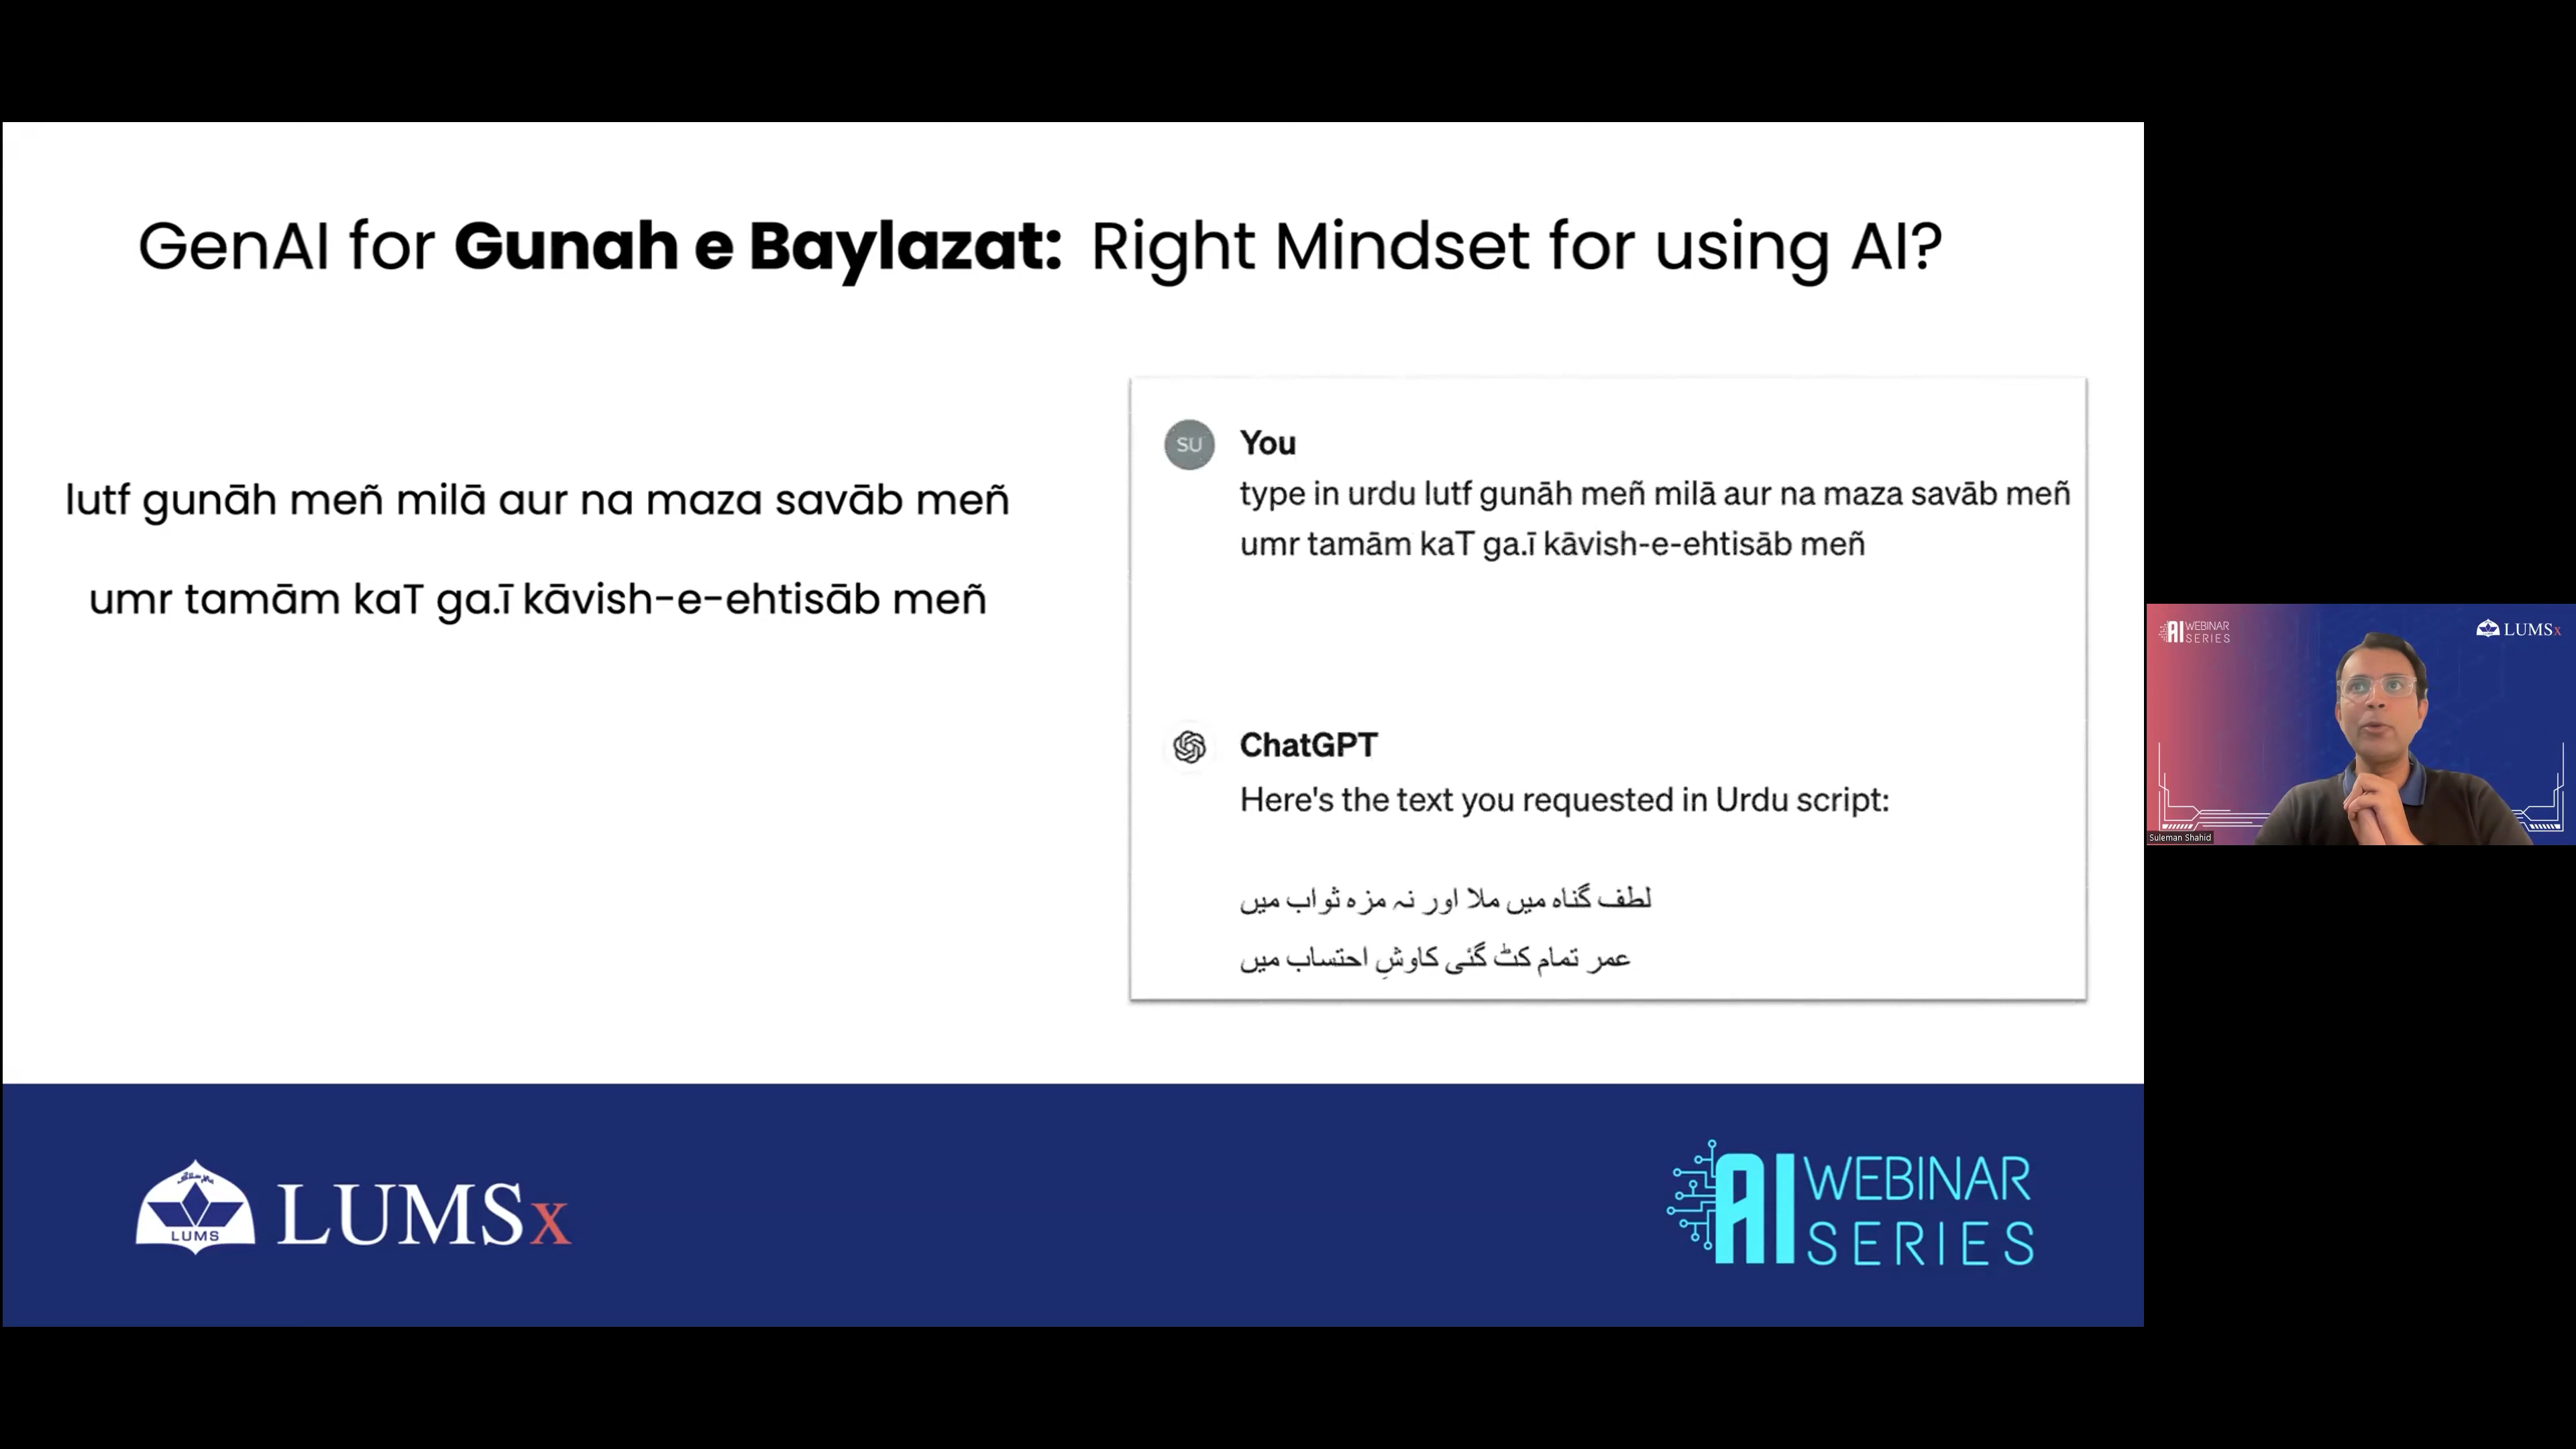 GenAI for Gunah e Baylazat: Right Mindset for using AI?
lutf gunāh meñ milā aur na maza savāb meñ
umr tamām kaT ga.ī kāvish-e-ehtisāb meñ
SU
You
type in urdu lutf gunāh meñ milā aur na maza savāb meñ
umr tamām kaT ga.ī kāvish-e-ehtisāb meñ
ChatGPT
Here's the text you requested in Urdu script:
لطف گناہ میں ملا اور نہ مزہ ثواب میں
عمر تمام کٹ گئی کاوشِ احتساب میں
LUMS
LUMSx
AI WEBINAR
SERIES
AI WEBINAR
SERIES
LUMSx
Suleman Shahid